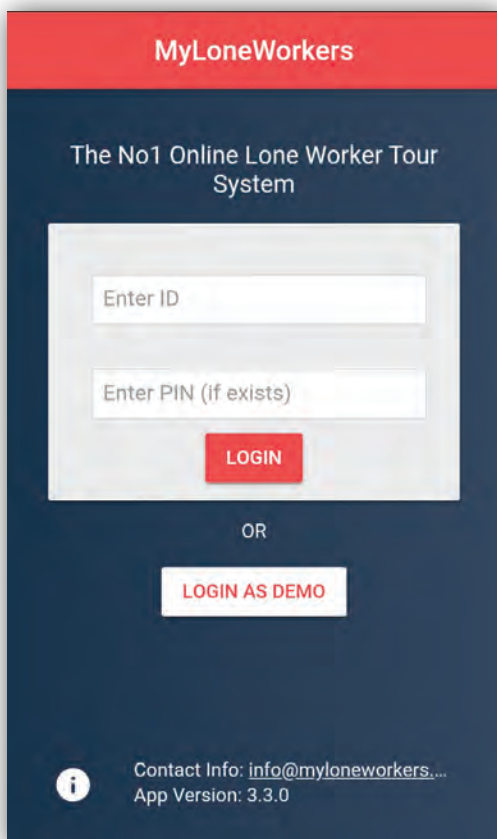 MyLoneWorkers
The No1 Online Lone Worker Tour
System
Enter ID
Enter PIN (if exists)
LOGIN
OR
LOGIN AS DEMO
Contact Info: info@myloneworkers....
App Version: 3.3.0